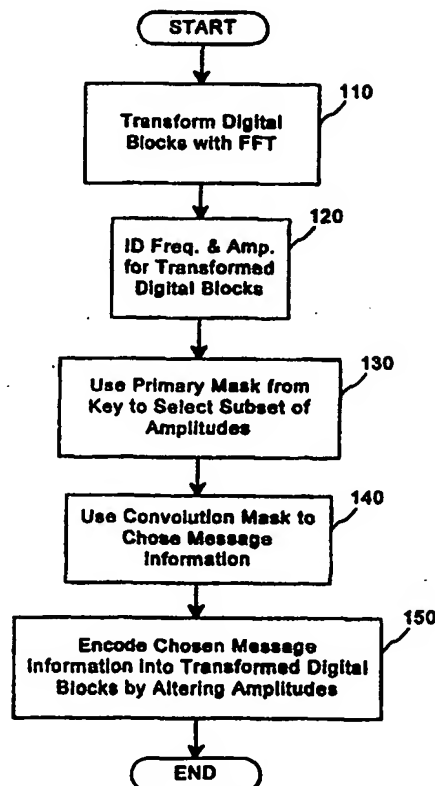 START
110
Transform Digital
Blocks with FFT
120
ID Freq. & Amp.
for Transformed
Digital Blocks
130
Use Primary Mask from
Key to Select Subset of
Amplitudes
140
Use Convolution Mask to
Chose Message
Information
150
Encode Chosen Message
Information into Transformed Digital
Blocks by Altering Amplitudes
END